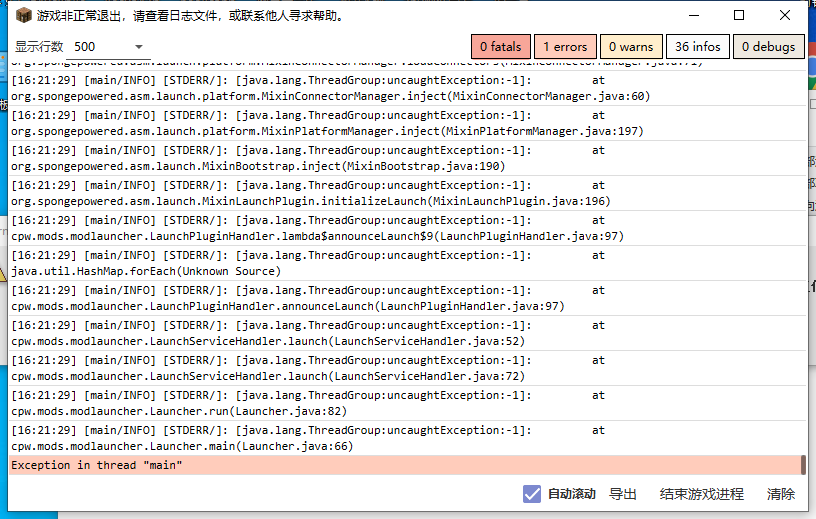 游戏非正常退出，请查看日志文件，或联系他人寻求帮助。
显示行数 500 0 fatals 1 errors 0 warns 36 infos 0 debugs
[16:21:29] [main/INFO] [STDERR/]: [java.lang.ThreadGroup:uncaughtException:-1]: at
org.spongepowered.asm.launch.platform.MixinConnectorManager.inject(MixinConnectorManager.java:60)
[16:21:29] [main/INFO] [STDERR/]: [java.lang.ThreadGroup:uncaughtException:-1]: at
org.spongepowered.asm.launch.platform.MixinPlatformManager.inject(MixinPlatformManager.java:197)
[16:21:29] [main/INFO] [STDERR/]: [java.lang.ThreadGroup:uncaughtException:-1]: at
org.spongepowered.asm.launch.MixinBootstrap.inject(MixinBootstrap.java:190)
[16:21:29] [main/INFO] [STDERR/]: [java.lang.ThreadGroup:uncaughtException:-1]: at
org.spongepowered.asm.launch.MixinLaunchPlugin.initializeLaunch(MixinLaunchPlugin.java:196)
[16:21:29] [main/INFO] [STDERR/]: [java.lang.ThreadGroup:uncaughtException:-1]: at
cpw.mods.modlauncher.LaunchPluginHandler.lambda$announceLaunch$9(LaunchPluginHandler.java:97)
[16:21:29] [main/INFO] [STDERR/]: [java.lang.ThreadGroup:uncaughtException:-1]: at
java.util.HashMap.forEach(Unknown Source)
[16:21:29] [main/INFO] [STDERR/]: [java.lang.ThreadGroup:uncaughtException:-1]: at
cpw.mods.modlauncher.LaunchPluginHandler.announceLaunch(LaunchPluginHandler.java:97)
[16:21:29] [main/INFO] [STDERR/]: [java.lang.ThreadGroup:uncaughtException:-1]: at
cpw.mods.modlauncher.LaunchServiceHandler.launch(LaunchServiceHandler.java:52)
[16:21:29] [main/INFO] [STDERR/]: [java.lang.ThreadGroup:uncaughtException:-1]: at
cpw.mods.modlauncher.LaunchServiceHandler.launch(LaunchServiceHandler.java:72)
[16:21:29] [main/INFO] [STDERR/]: [java.lang.ThreadGroup:uncaughtException:-1]: at
cpw.mods.modlauncher.Launcher.run(Launcher.java:82)
[16:21:29] [main/INFO] [STDERR/]: [java.lang.ThreadGroup:uncaughtException:-1]: at
cpw.mods.modlauncher.Launcher.main(Launcher.java:66)
Exception in thread "main"
自动滚动 导出 结束游戏进程 清除